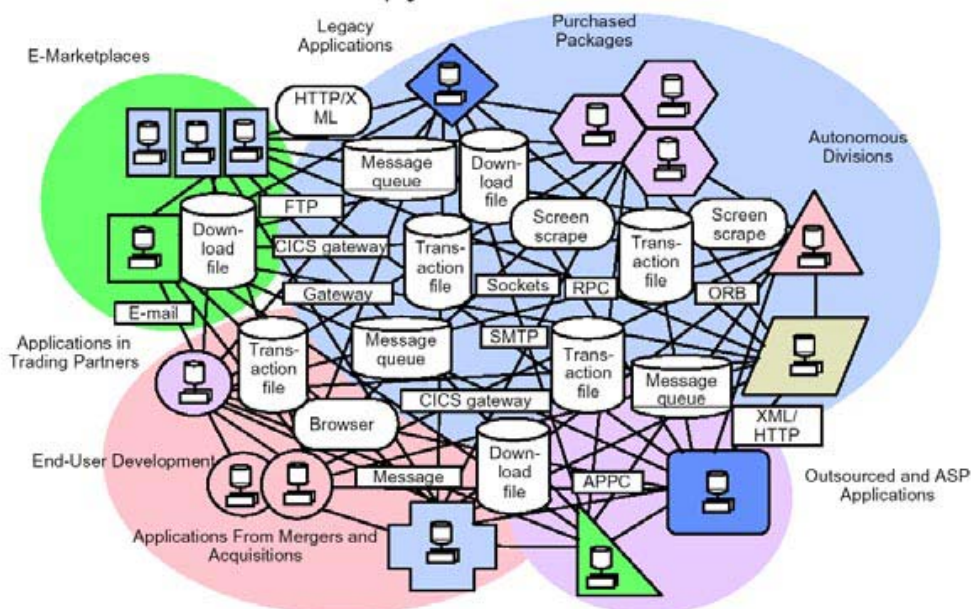 Legacy
Applications
Purchased
Packages
E-Marketplaces
HTTP/X
ML
Autonomous
Divisions
Message
queue
Down-
load
file
FTP
Screen
scrape
Screen
scrape
Down-
load
file
CICS gateway
Trans-
action
file
Trans-
action
file
Gateway
Sockets
RPC
ORB
E-mail
Applications in
Trading Partners
Trans-
action
file
Message
queue
SMTP
Trans-
action
file
Message
queue
CICS gateway
Browser
XML/
HTTP
End-User Development
Message
Down-
load
file
APPC
Outsourced and ASP
Applications
Applications From Mergers and
Acquisitions